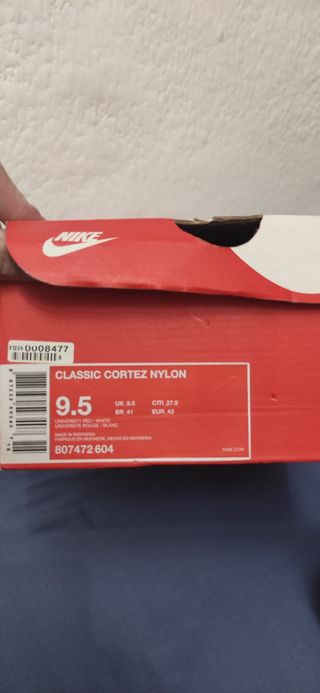 NIKE
0008477
CLASSIC CORTEZ NYLON
9.5
UK 8.5
CM 27.5
BR 41
EUR 43
UNIVERSITY RED / WHITE
UNIVERSITE ROUGE / BLANC
MADE IN INDONESIA
FABRIQUE EN INDONESIE, HECHO EN INDONESIA
807472 604
NIKE.COM